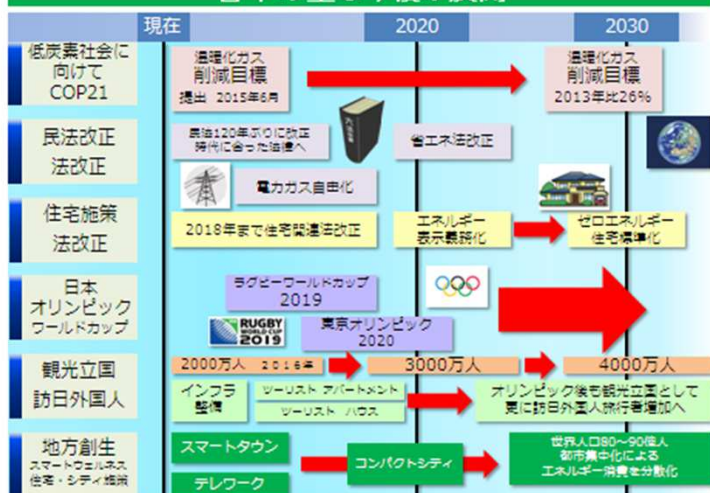 現在
2020
2030
低炭素社会に
向けて
COP21
温暖化ガス
削減目標
提出 2015年6月
温暖化ガス
削減目標
2013年比26%
民法改正
法改正
民法120年ぶりに改正
時代に合った法律へ
省エネ法改正
電力ガス自由化
住宅施策
法改正
2018年まで住宅関連法改正
エネルギー
表示義務化
ゼロエネルギー
住宅標準化
日本
オリンピック
ワールドカップ
ラグビーワールドカップ
2019
RUGBY
WORLD CUP
2019
東京オリンピック
2020
観光立国
訪日外国人
2000万人 2016年
3000万人
4000万人
インフラ
整備
ツーリスト アパートメント
ツーリスト ハウス
オリンピック後も観光立国として
更に訪日外国人旅行者増加へ
地方創生
スマートウェルネス
住宅・シティ施策
スマートタウン
テレワーク
コンパクトシティ
世界人口80～90億人
都市集中化による
エネルギー消費を分散化